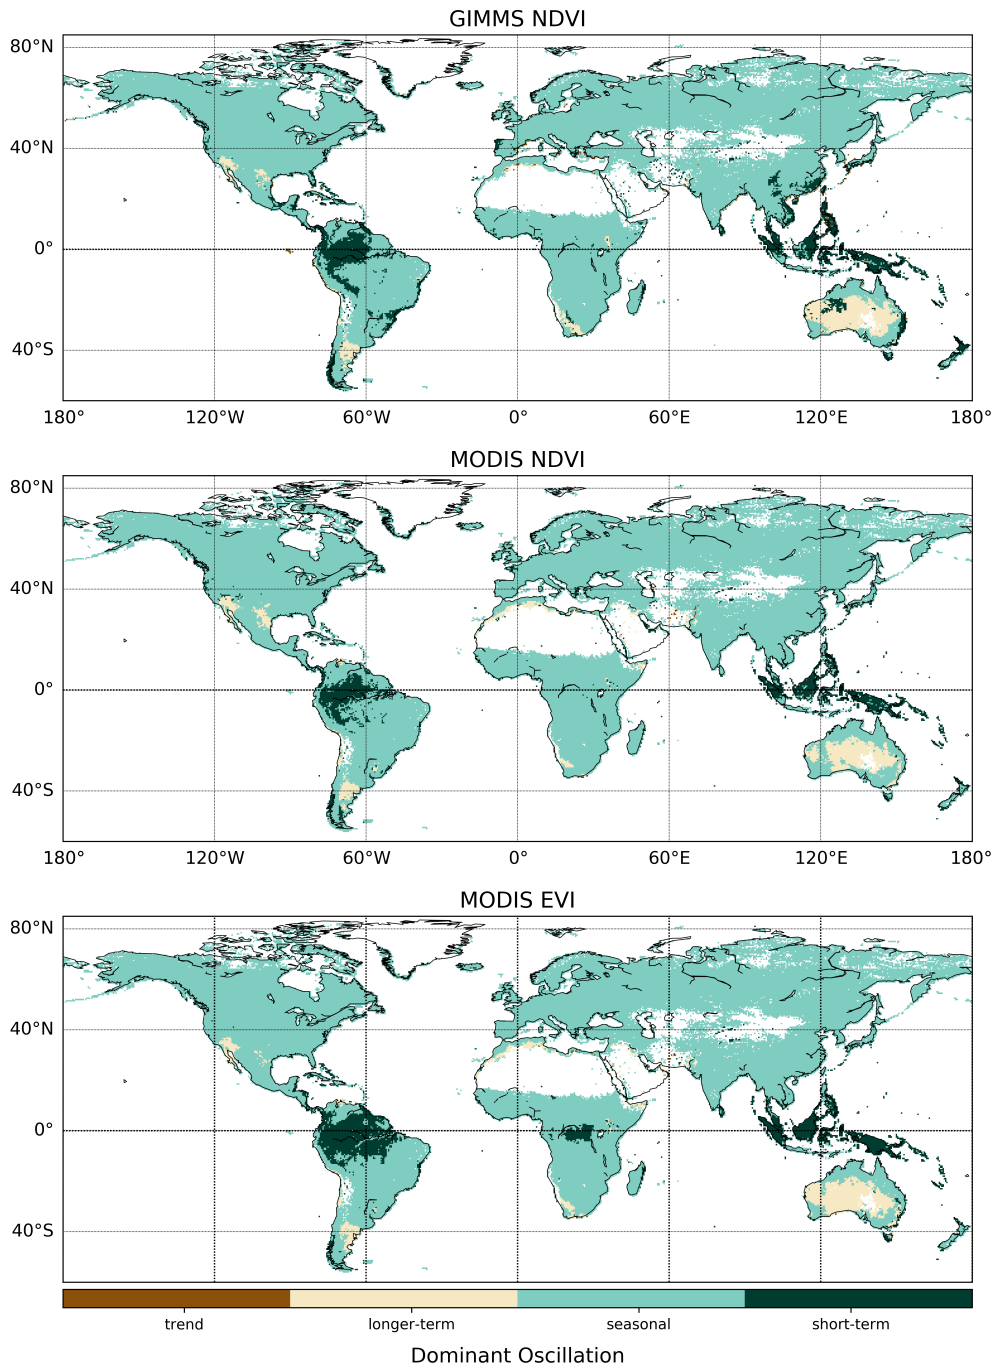 GIMMS NDVI
80°N
40°N
0°
40°S
180° 120°W 60°W 0° 60°E 120°E 180°
MODIS NDVI
80°N
40°N
0°
40°S
180° 120°W 60°W 0° 60°E 120°E 180°
MODIS EVI
80°N
40°N
0°
40°S
trend longer-term seasonal short-term
Dominant Oscillation